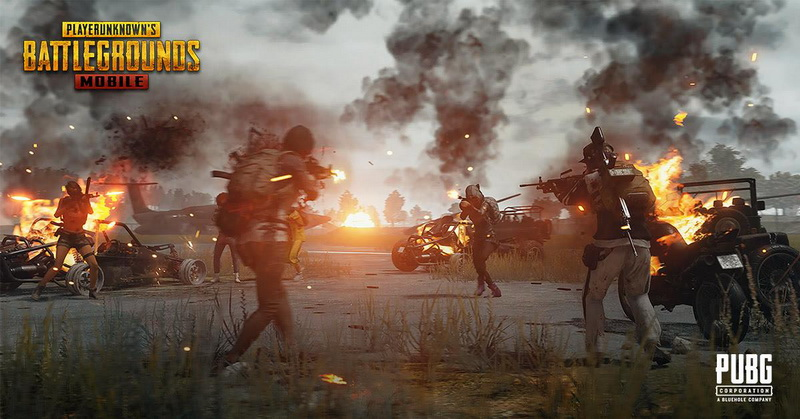 PLAYERUNKNOWN'S
BATTLEGROUNDS
MOBILE
PUBG
CORPORATION
A BLUEHOLE COMPANY